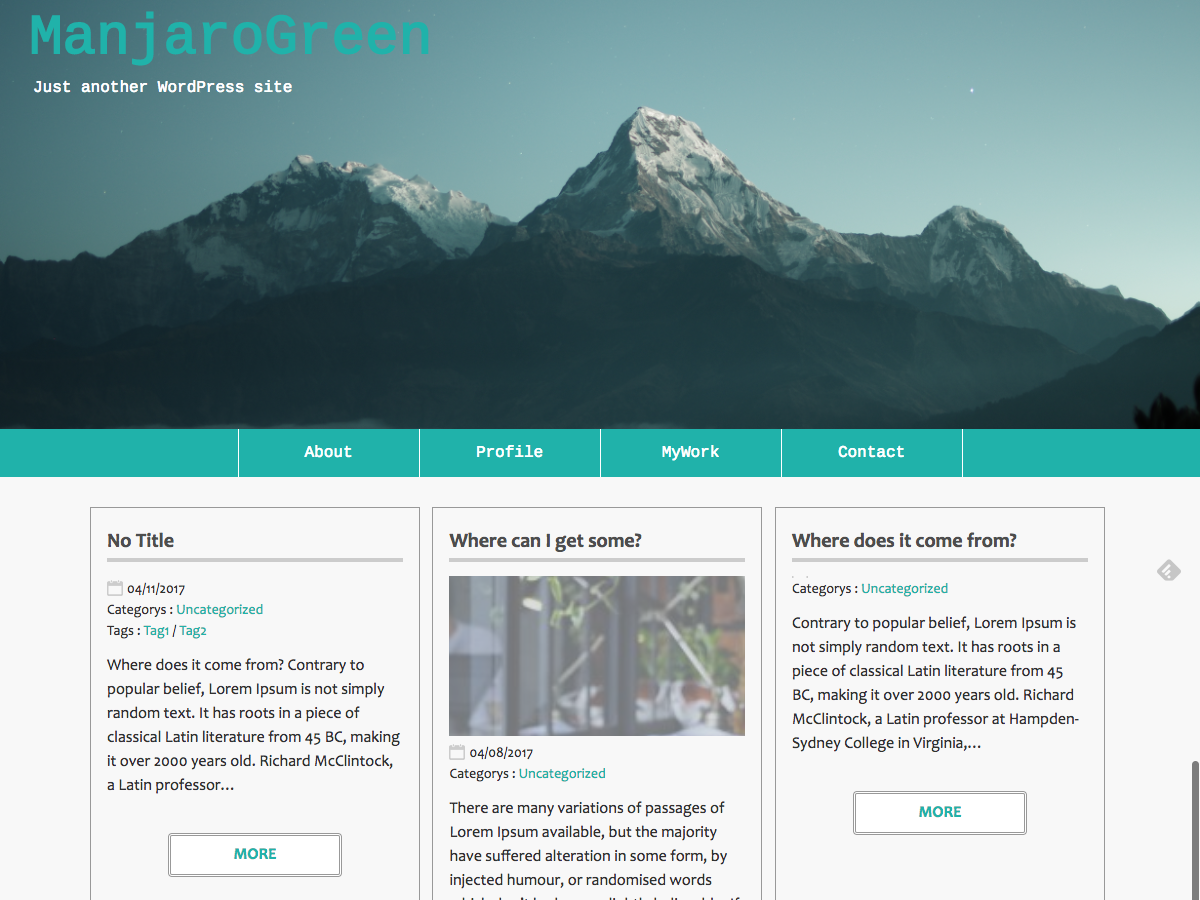 ManjaroGreen
Just another WordPress site
About
Profile
MyWork
Contact
No Title
04/11/2017
Categorys : Uncategorized
Tags : Tag1 / Tag2
Where does it come from? Contrary to
popular belief, Lorem Ipsum is not simply
random text. It has roots in a piece of
classical Latin literature from 45 BC, making
it over 2000 years old. Richard McClintock,
a Latin professor…
MORE
Where can I get some?
04/08/2017
Categorys : Uncategorized
There are many variations of passages of
Lorem Ipsum available, but the majority
have suffered alteration in some form, by
injected humour, or randomised words
Where does it come from?
Categorys : Uncategorized
Contrary to popular belief, Lorem Ipsum is
not simply random text. It has roots in a
piece of classical Latin literature from 45
BC, making it over 2000 years old. Richard
McClintock, a Latin professor at Hampden-
Sydney College in Virginia,…
MORE